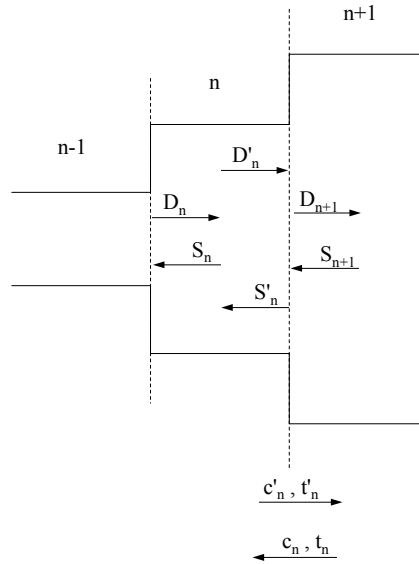 n+1
n
n-1
D'n
Dn
Dn+1
Sn
Sn+1
S'n
c'n , t'n
cn , tn